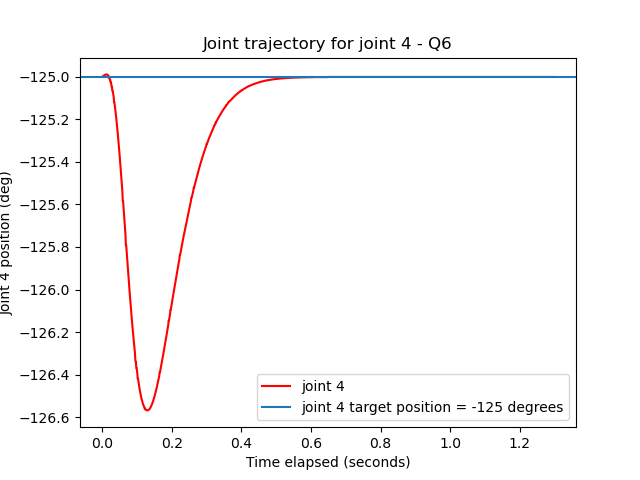 Joint trajectory for joint 4 - Q6
Joint 4 position (deg)
−125.0
−125.2
−125.4
−125.6
−125.8
−126.0
−126.2
−126.4
−126.6
joint 4
joint 4 target position = -125 degrees
0.0 0.2 0.4 0.6 0.8 1.0 1.2
Time elapsed (seconds)